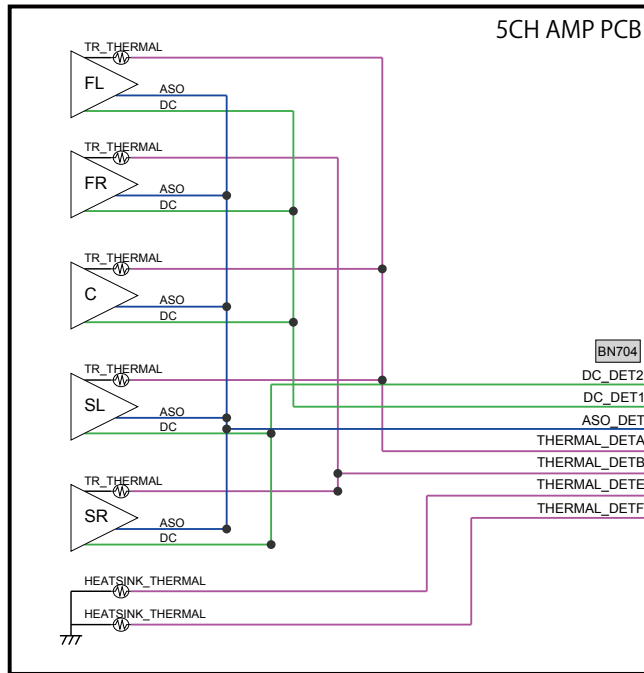 5CH AMP PCB
TR_THERMAL
FL
ASO
DC
TR_THERMAL
FR
ASO
DC
TR_THERMAL
C
ASO
DC
TR_THERMAL
SL
ASO
DC
TR_THERMAL
SR
ASO
DC
HEATSINK_THERMAL
HEATSINK_THERMAL
BN704
DC_DET2
DC_DET1
ASO_DET
THERMAL_DETA
THERMAL_DETB
THERMAL_DETE
THERMAL_DETF